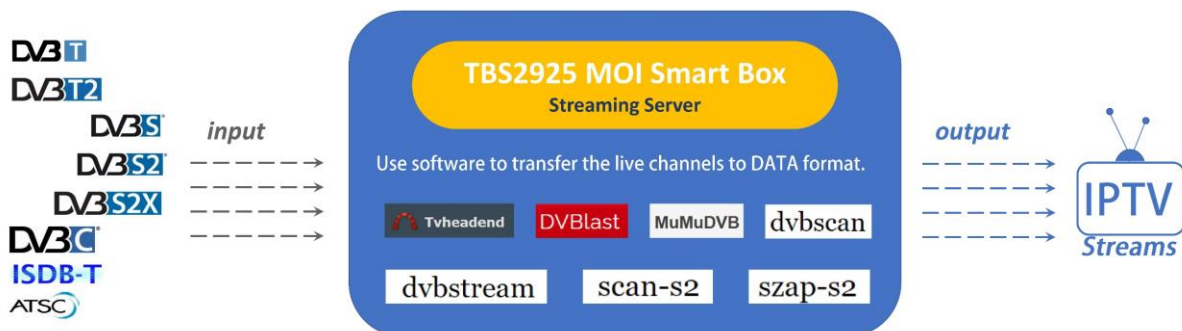 DVB T
DVB T2
DVB S
DVB S2
DVB S2X
DVB C
ISDB-T
ATSC
input
TBS2925 MOI Smart Box
Streaming Server
Use software to transfer the live channels to DATA format.
Tvheadend
DVBlast
MuMuDVB
dvbscan
dvbstream
scan-s2
szap-s2
output
IPTV
Streams